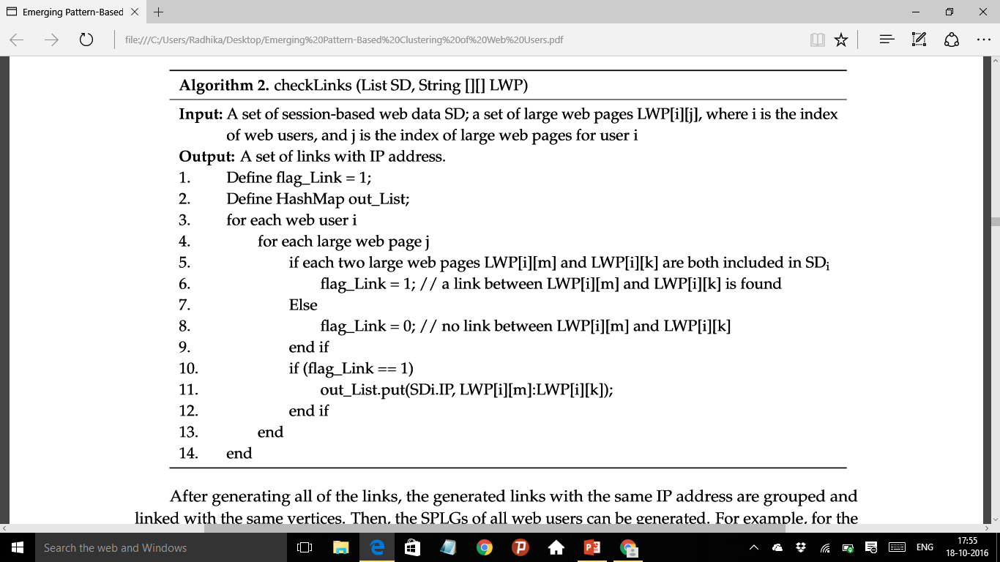 Emerging Pattern-Based
file:///C:/Users/Radhika/Desktop/Emerging%20Pattern-Based%20Clustering%20of%20Web%20Users.pdf
Algorithm 2. checkLinks (List SD, String [][] LWP)
Input: A set of session-based web data SD; a set of large web pages LWP[i][j], where i is the index
of web users, and j is the index of large web pages for user i
Output: A set of links with IP address.
1. Define flag_Link = 1;
2. Define HashMap out_List;
3. for each web user i
4. for each large web page j
5. if each two large web pages LWP[i][m] and LWP[i][k] are both included in SDi
6. flag_Link = 1; // a link between LWP[i][m] and LWP[i][k] is found
7. Else
8. flag_Link = 0; // no link between LWP[i][m] and LWP[i][k]
9. end if
10. if (flag_Link == 1)
11. out_List.put(SDi.IP, LWP[i][m]:LWP[i][k]);
12. end if
13. end
14. end
After generating all of the links, the generated links with the same IP address are grouped and
linked with the same vertices. Then, the SPLGs of all web users can be generated. For example, for the
Search the web and Windows
ENG
17:55
18-10-2016